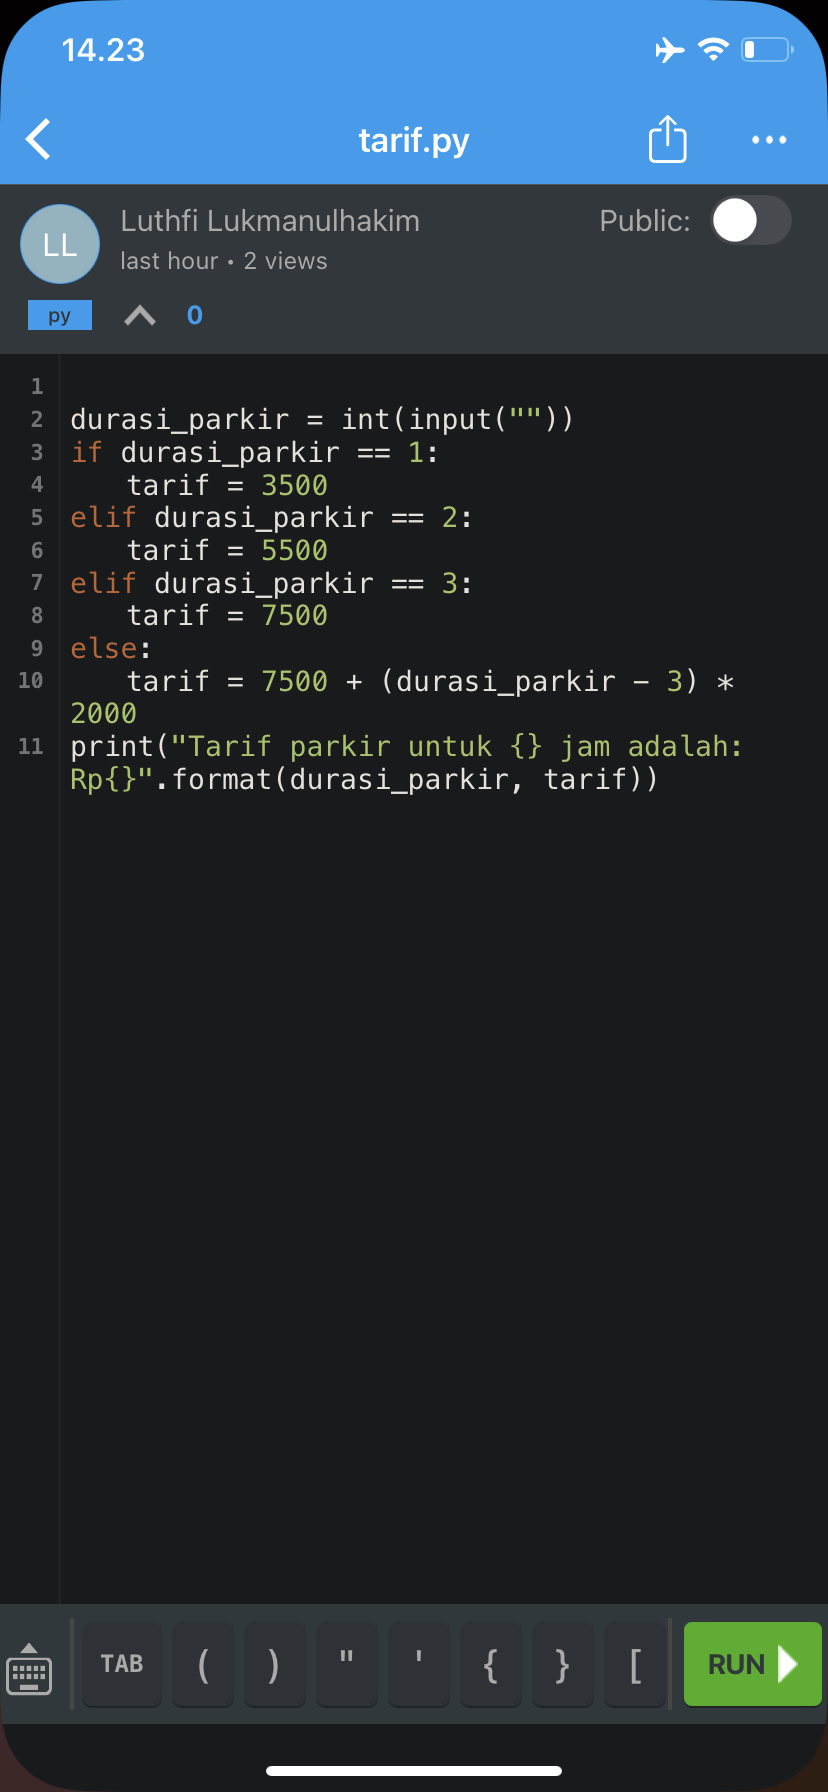 14.23
tarif.py
LL
Luthfi Lukmanulhakim
Public:
last hour • 2 views
py
0
1
2 durasi_parkir = int(input(""))
3 if durasi_parkir == 1:
4 tarif = 3500
5 elif durasi_parkir == 2:
6 tarif = 5500
7 elif durasi_parkir == 3:
8 tarif = 7500
9 else:
10 tarif = 7500 + (durasi_parkir - 3) *
2000
11 print("Tarif parkir untuk {} jam adalah:
Rp{}".format(durasi_parkir, tarif))
TAB ( ) " ' { } [ RUN